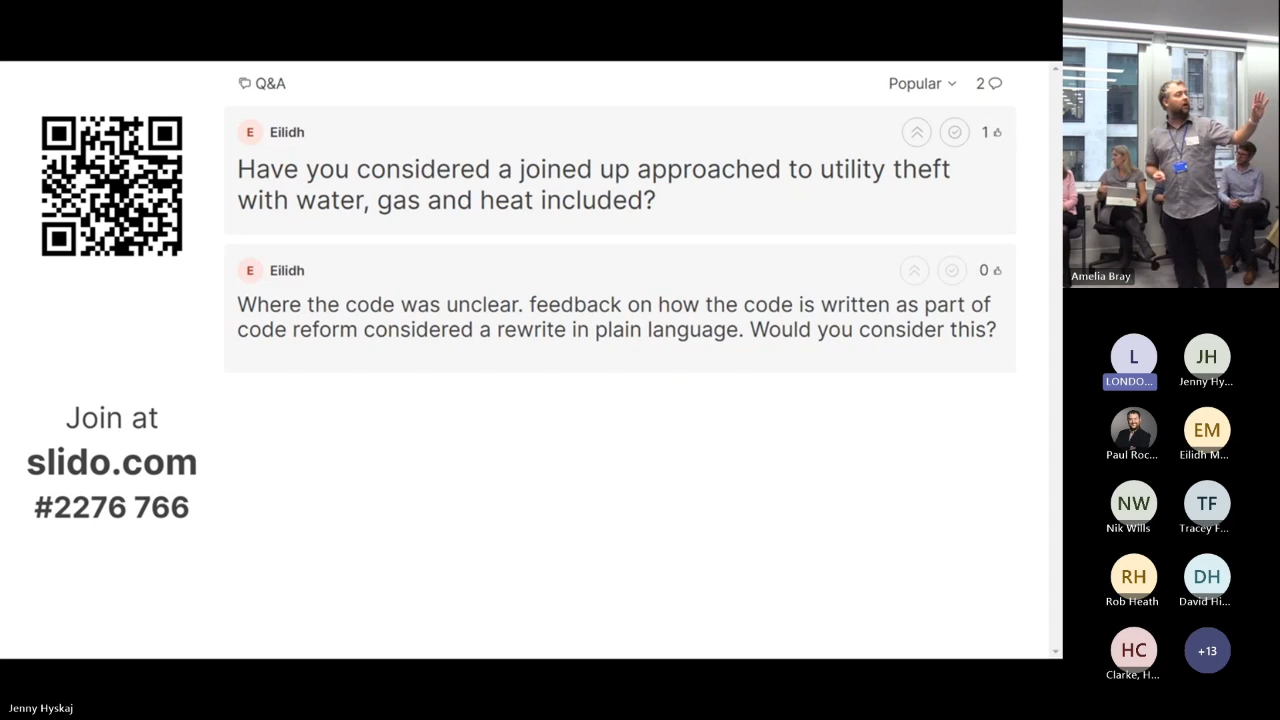 Q&A
Popular
2
E
Eilidh
1
Have you considered a joined up approached to utility theft
with water, gas and heat included?
E
Eilidh
0
Where the code was unclear. feedback on how the code is written as part of
code reform considered a rewrite in plain language. Would you consider this?
Join at
slido.com
#2276 766
Amelia Bray
L
LONDO...
JH
Jenny Hy...
Paul Roc...
EM
Eilidh M...
NW
Nik Wills
TF
Tracey F...
RH
Rob Heath
DH
David Hi...
HC
Clarke, H...
+13
Jenny Hyskaj